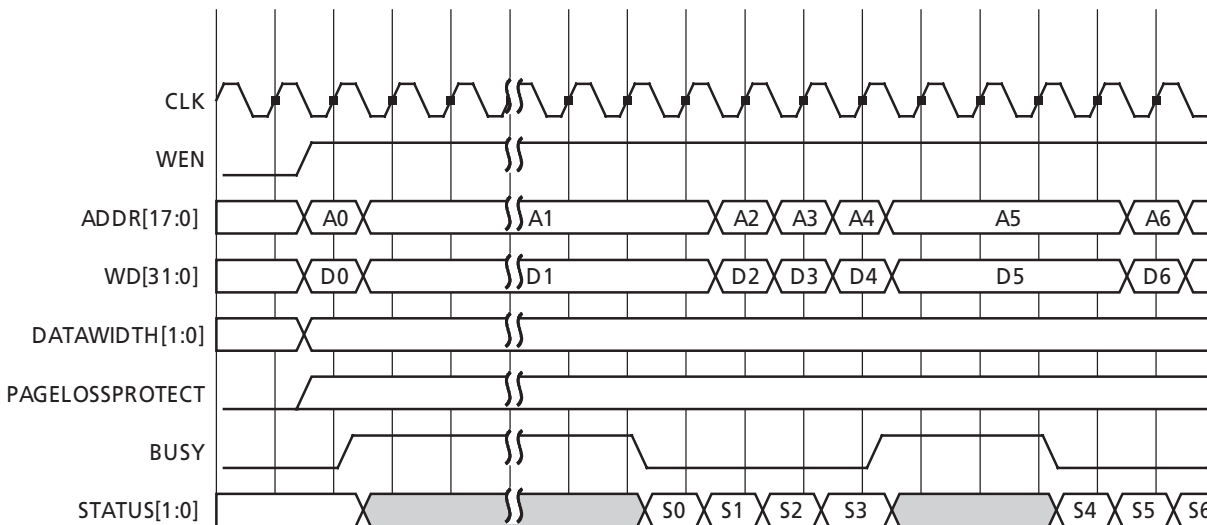 CLK
WEN
ADDR[17:0] A0 A1 A2 A3 A4 A5 A6
WD[31:0] D0 D1 D2 D3 D4 D5 D6
DATAWIDTH[1:0]
PAGELOSSPROTECT
BUSY
STATUS[1:0] S0 S1 S2 S3 S4 S5 S6